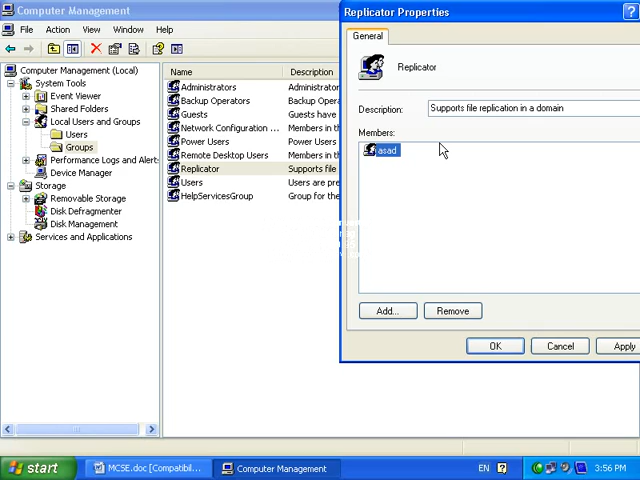 Computer Management
File Action View Window Help
Computer Management (Local)
System Tools
Event Viewer
Shared Folders
Local Users and Groups
Users
Groups
Performance Logs and Alert
Device Manager
Storage
Removable Storage
Disk Defragmenter
Disk Management
Services and Applications
Name Description
Administrators Administrators
Backup Operators Backup Op
Guests Guests have
Network Configuration ... Members in th
Power Users Power Users
Remote Desktop Users Members in th
Replicator Supports file
Users Users are pre
HelpServicesGroup Group for the
Replicator Properties
General
Replicator
Description: Supports file replication in a domain
Members:
asad
Add... Remove
OK Cancel Apply
start MCSE.doc [Compatibil... Computer Management EN 3:56 PM